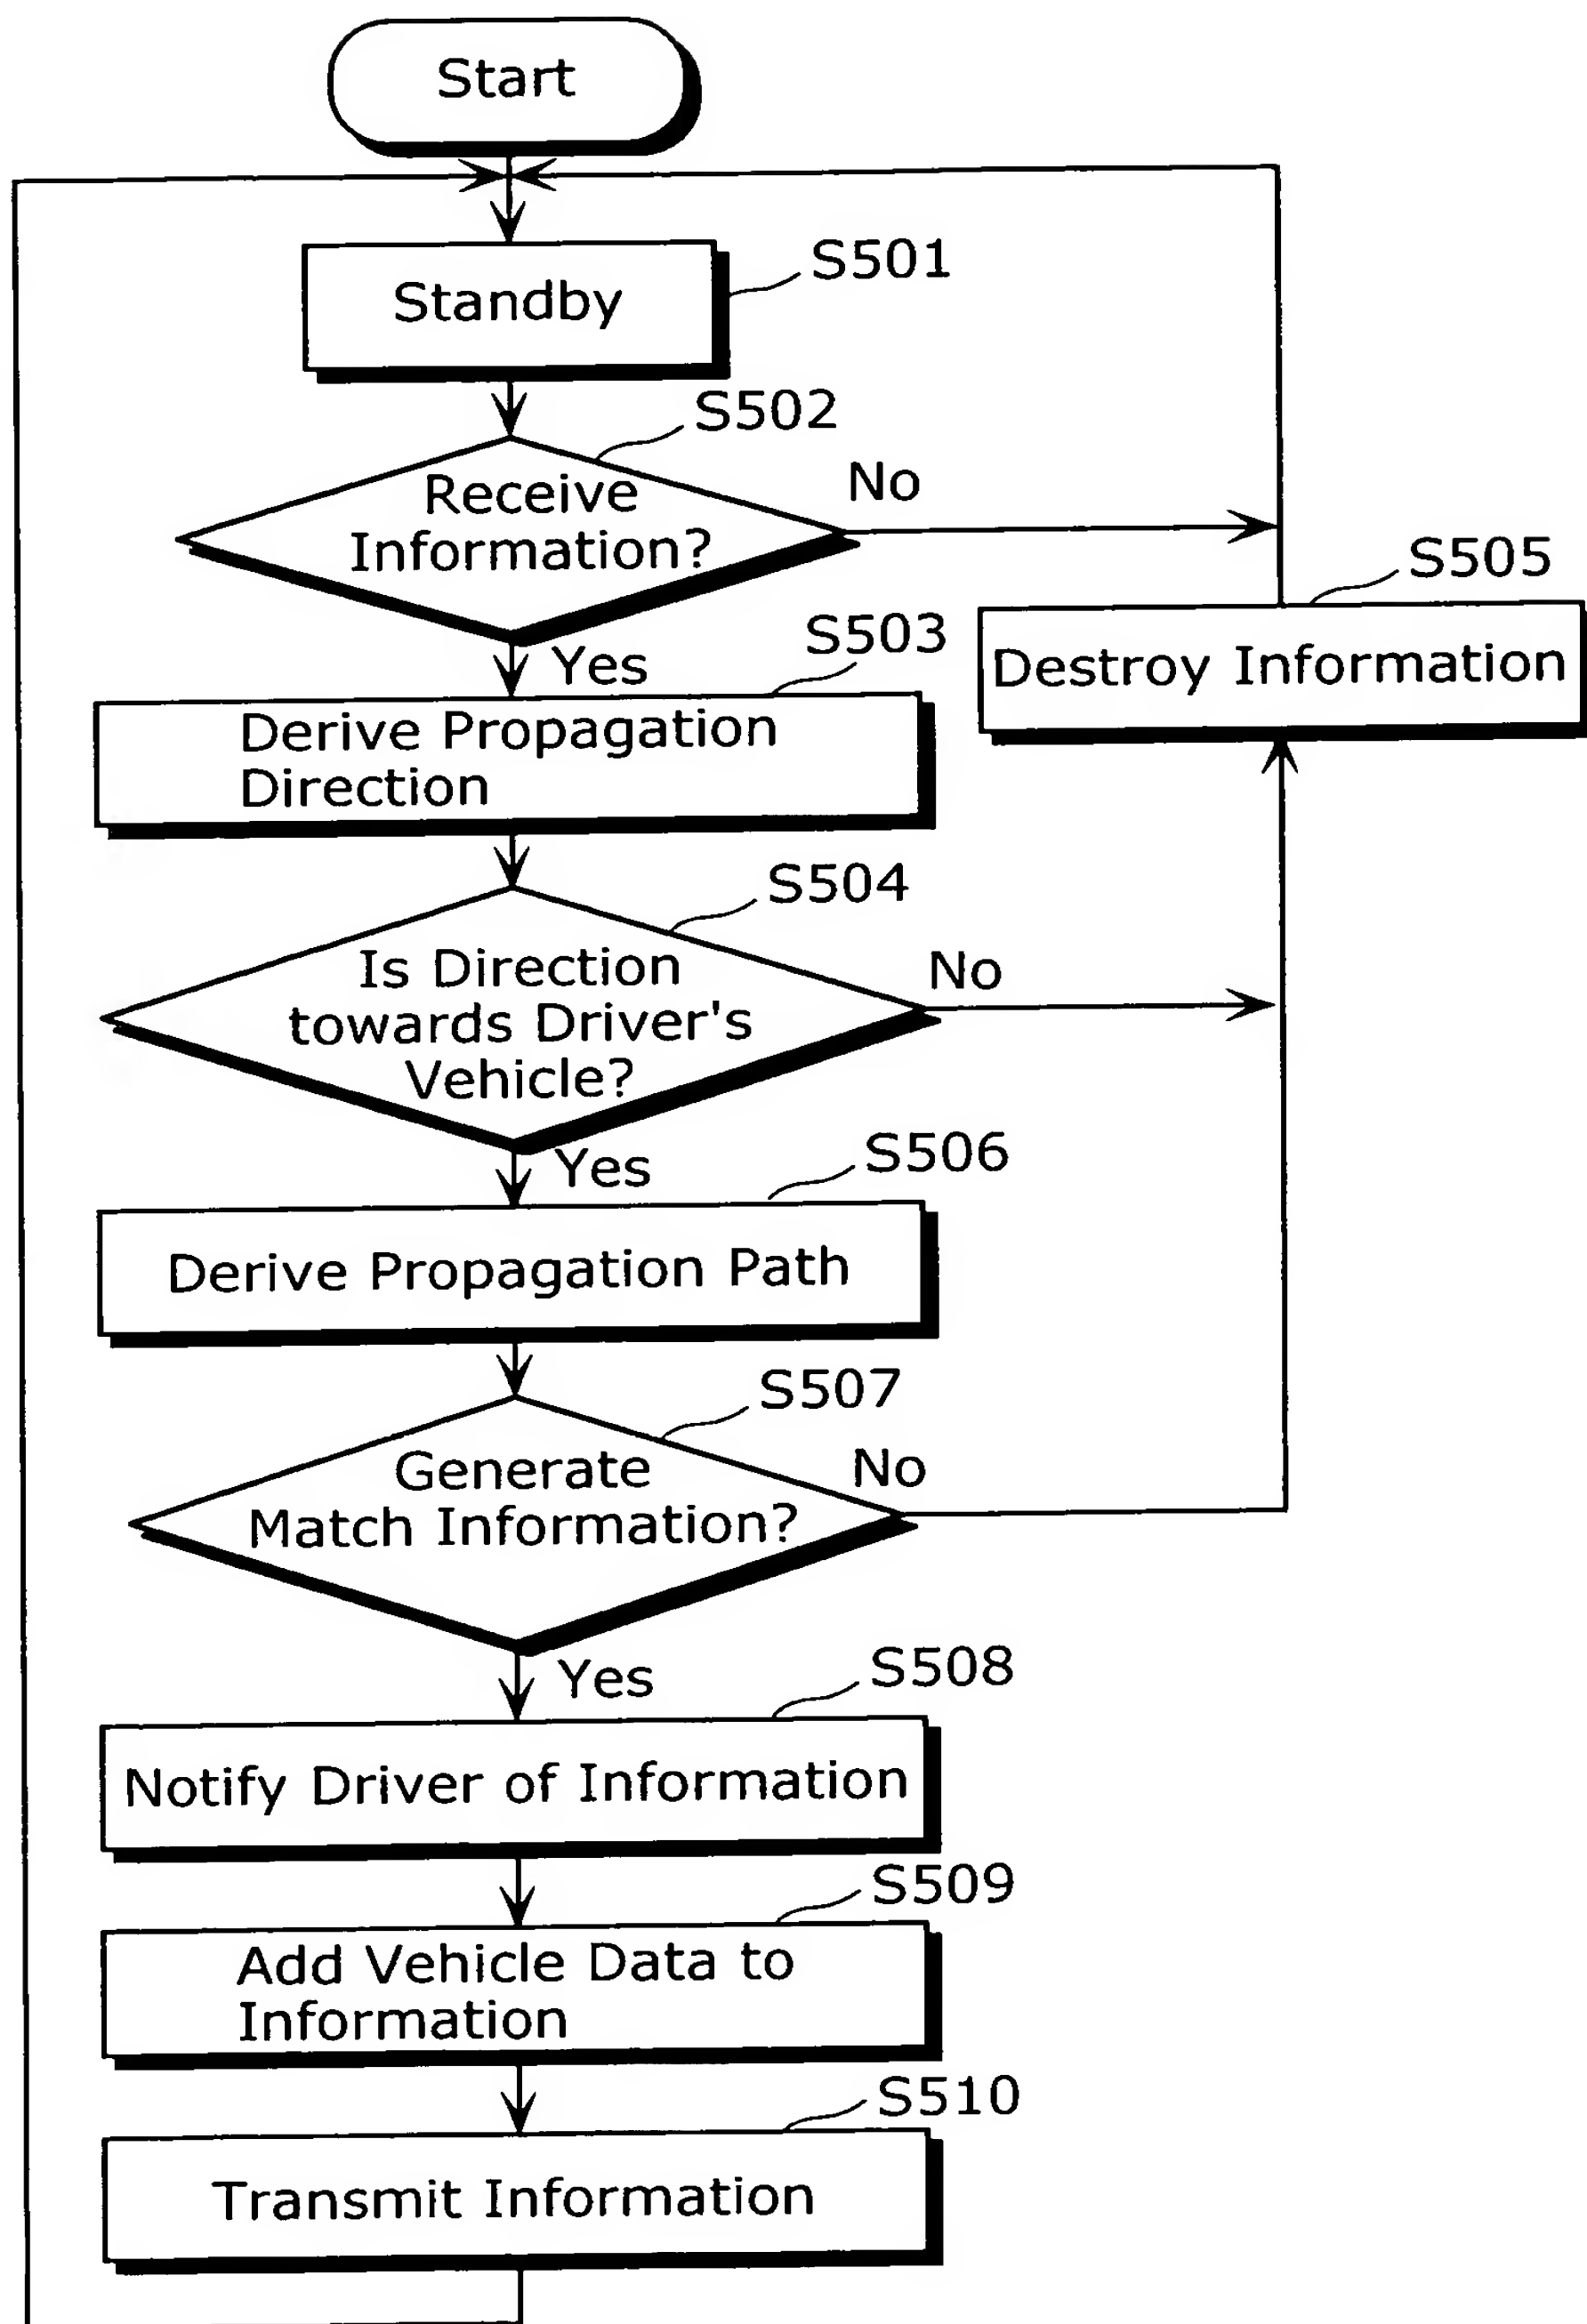 Start
S501
Standby
S502
Receive
Information?
No
S505
Destroy Information
Yes
S503
Derive Propagation
Direction
S504
Is Direction
towards Driver's
Vehicle?
No
Yes
S506
Derive Propagation Path
S507
Generate
Match Information?
No
Yes
S508
Notify Driver of Information
S509
Add Vehicle Data to
Information
S510
Transmit Information